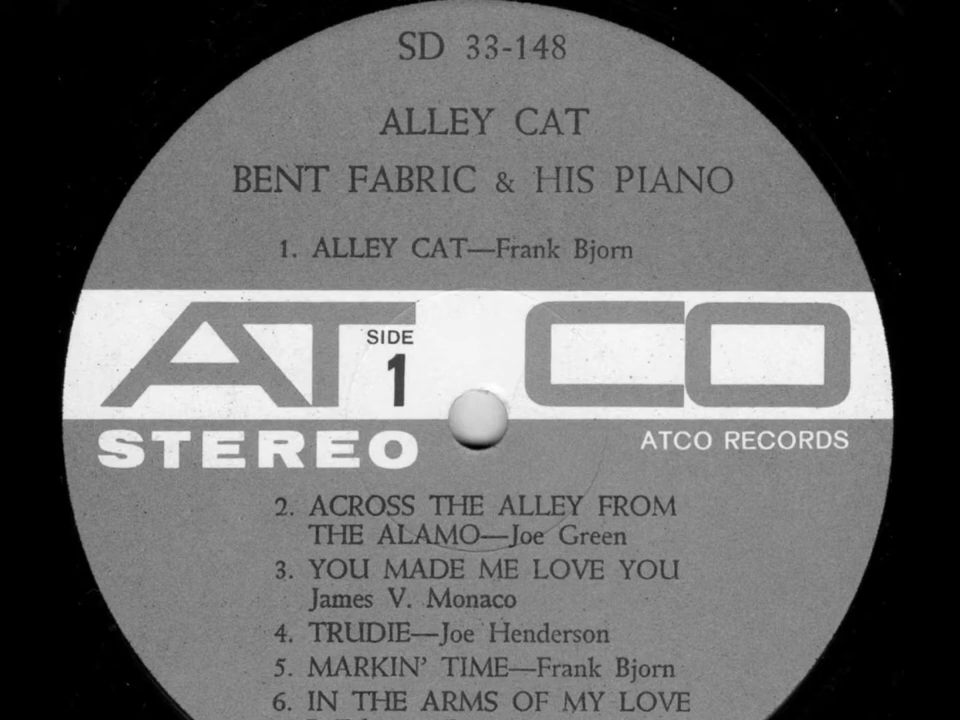 SD 33-148
ALLEY CAT
BENT FABRIC & HIS PIANO
1. ALLEY CAT—Frank Bjorn
ATCO
SIDE
1
STEREO
ATCO RECORDS
2. ACROSS THE ALLEY FROM
THE ALAMO—Joe Green
3. YOU MADE ME LOVE YOU
James V. Monaco
4. TRUDIE—Joe Henderson
5. MARKIN' TIME—Frank Bjorn
6. IN THE ARMS OF MY LOVE